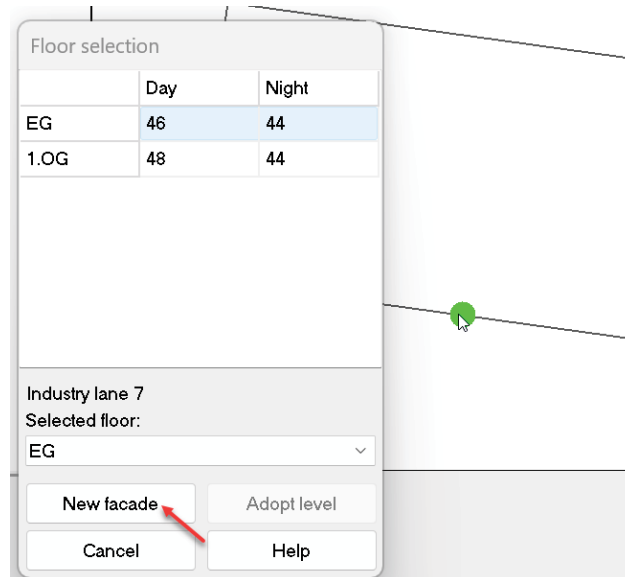 Floor selection
Day Night
EG 46 44
1.OG 48 44
Industry lane 7
Selected floor:
EG
New facade Adopt level
Cancel Help